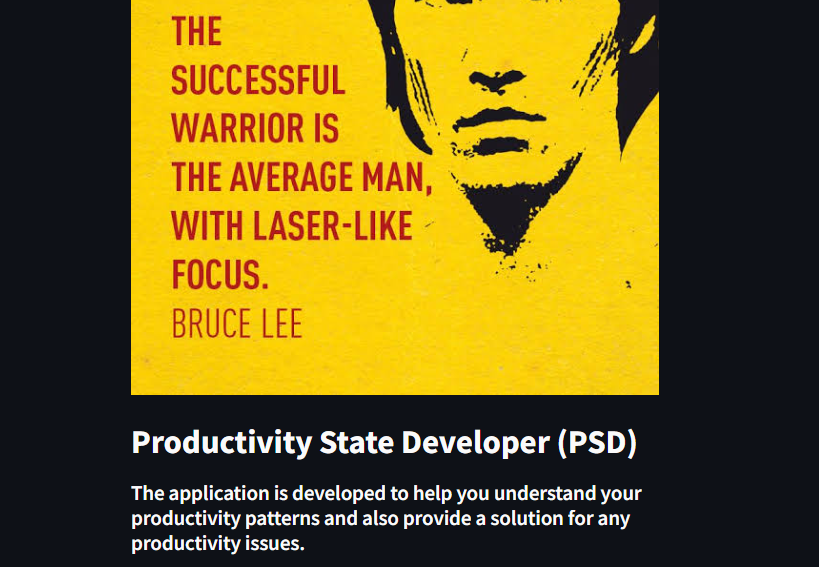 THE
SUCCESSFUL
WARRIOR IS
THE AVERAGE MAN,
WITH LASER-LIKE
FOCUS.
BRUCE LEE
Productivity State Developer (PSD)
The application is developed to help you understand your
productivity patterns and also provide a solution for any
productivity issues.